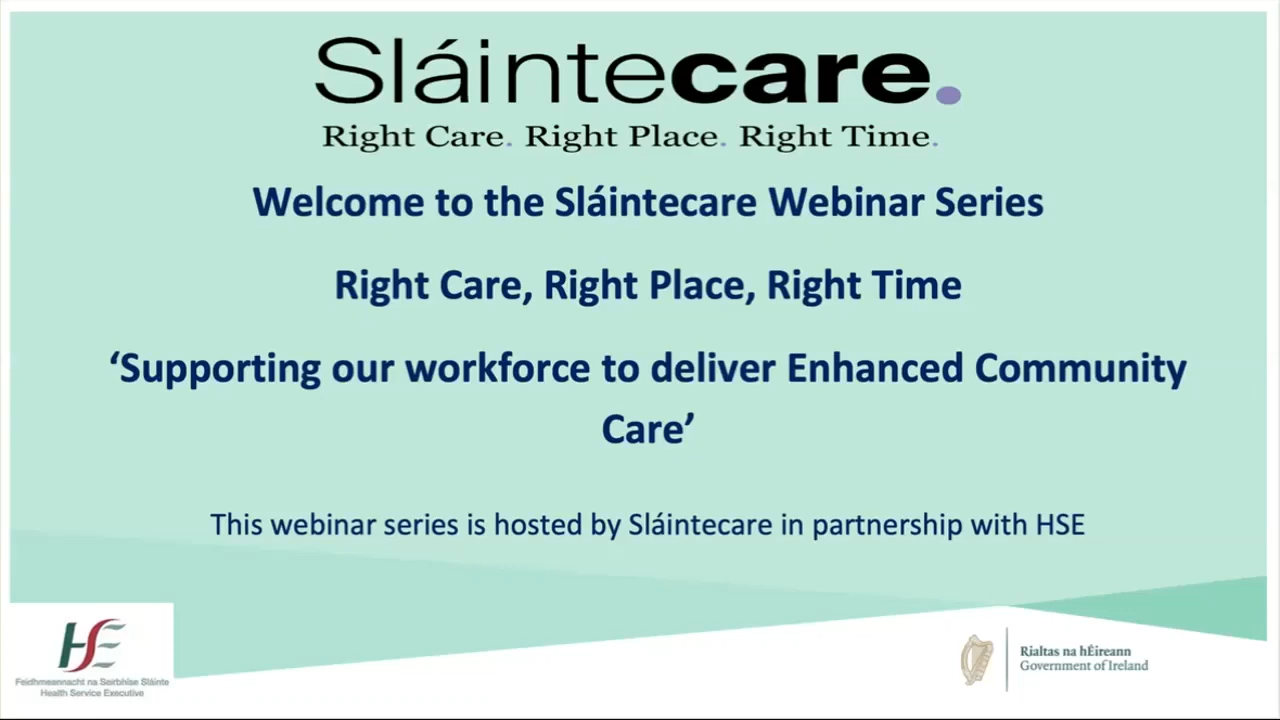 Sláintecare.
Right Care. Right Place. Right Time.
Welcome to the Sláintecare Webinar Series
Right Care, Right Place, Right Time
‘Supporting our workforce to deliver Enhanced Community
Care’
This webinar series is hosted by Sláintecare in partnership with HSE
HSE
Feidhmeannacht na Seirbhíse Sláinte
Health Service Executive
Rialtas na hÉireann
Government of Ireland